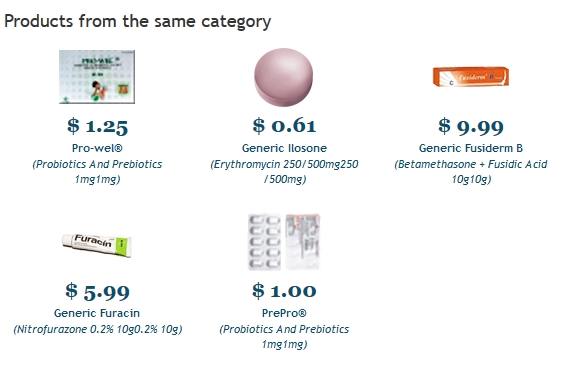 Products from the same category
PRO-WEL®
Fusiderm® B
C
$ 1.25
$ 0.61
$ 9.99
Pro-wel®
Generic Ilosone
Generic Fusiderm B
(Probiotics And Prebiotics
1mg1mg)
(Erythromycin 250/500mg250
/500mg)
(Betamethasone + Fusidic Acid
10g10g)
Furacin
$ 5.99
$ 1.00
Generic Furacin
PrePro®
(Nitrofurazone 0.2% 10g0.2% 10g)
(Probiotics And Prebiotics
1mg1mg)